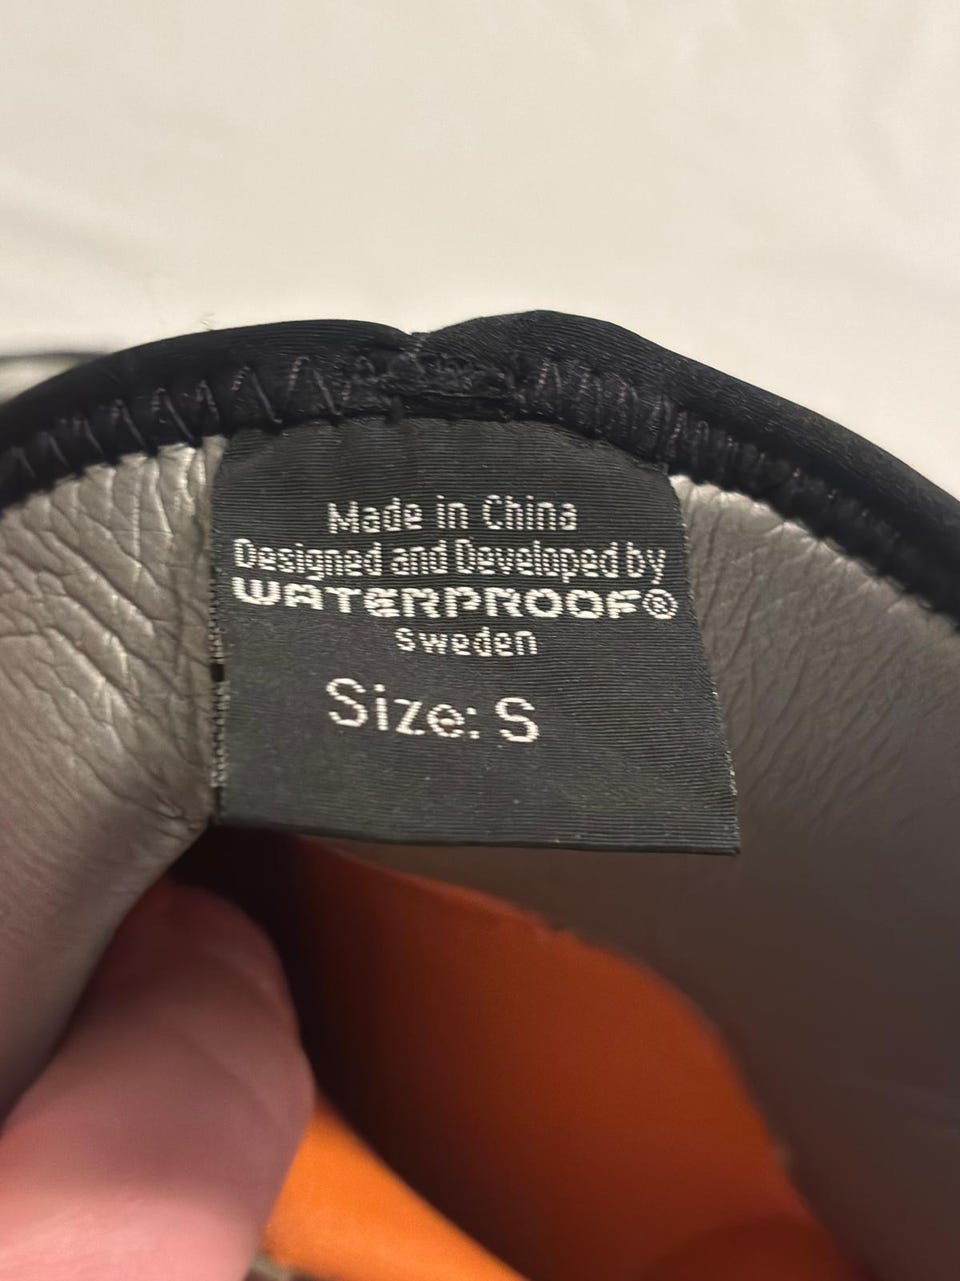 Made in China
Designed and Developed by
WATERPROOF®
Sweden
Size: S